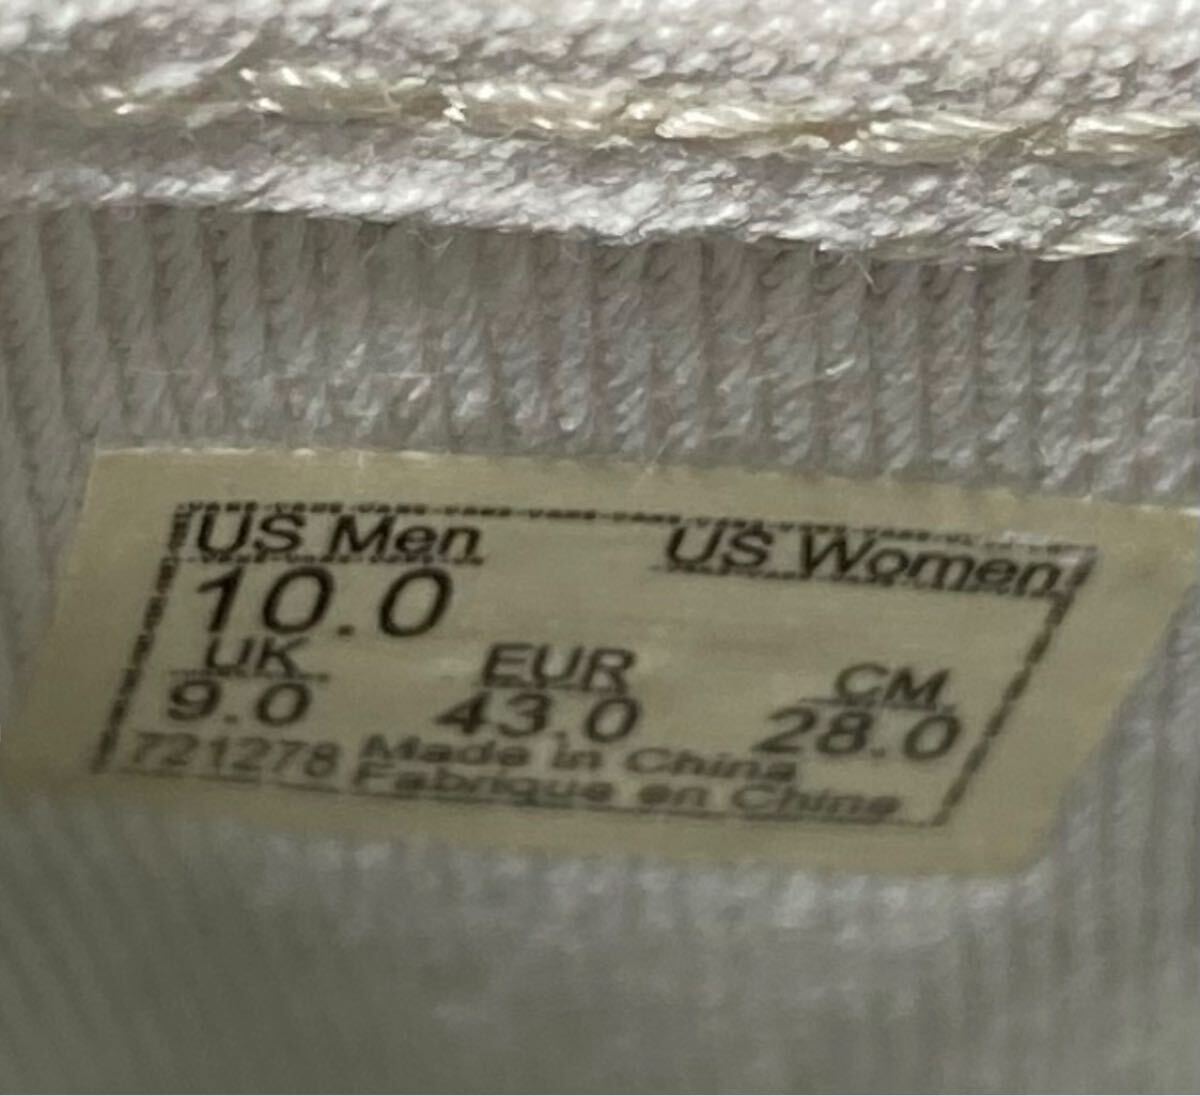 US Men US Women
10.0
UK EUR CM
9.0 43.0 28.0
721278 Made in China
Fabrique en Chine